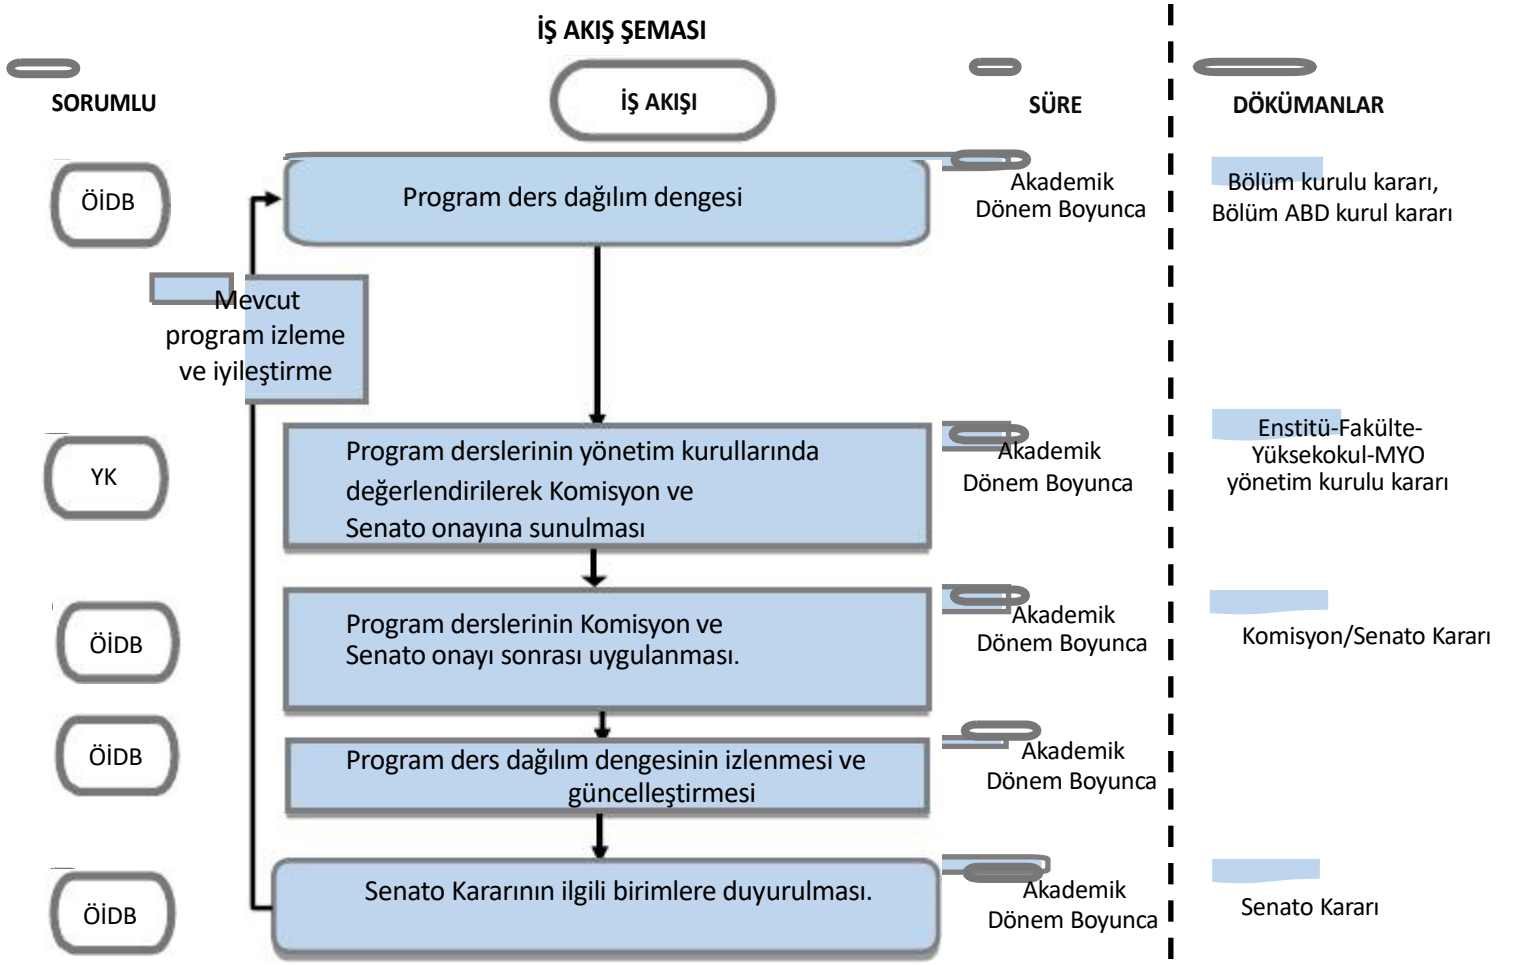 İŞ AKIŞ ŞEMASI
SORUMLU
İŞ AKIŞI
SÜRE
DÖKÜMANLAR
ÖİDB
Program ders dağılım dengesi
Akademik
Dönem Boyunca
Bölüm kurulu kararı,
Bölüm ABD kurul kararı
Mevcut
program izleme
ve iyileştirme
YK
Program derslerinin yönetim kurullarında
değerlendirilerek Komisyon ve
Senato onayına sunulması
Akademik
Dönem Boyunca
Enstitü-Fakülte-
Yüksekokul-MYO
yönetim kurulu kararı
ÖİDB
Program derslerinin Komisyon ve
Senato onayı sonrası uygulanması.
Akademik
Dönem Boyunca
Komisyon/Senato Kararı
ÖİDB
Program ders dağılım dengesinin izlenmesi ve
güncelleştirmesi
Akademik
Dönem Boyunca
ÖİDB
Senato Kararının ilgili birimlere duyurulması.
Akademik
Dönem Boyunca
Senato Kararı